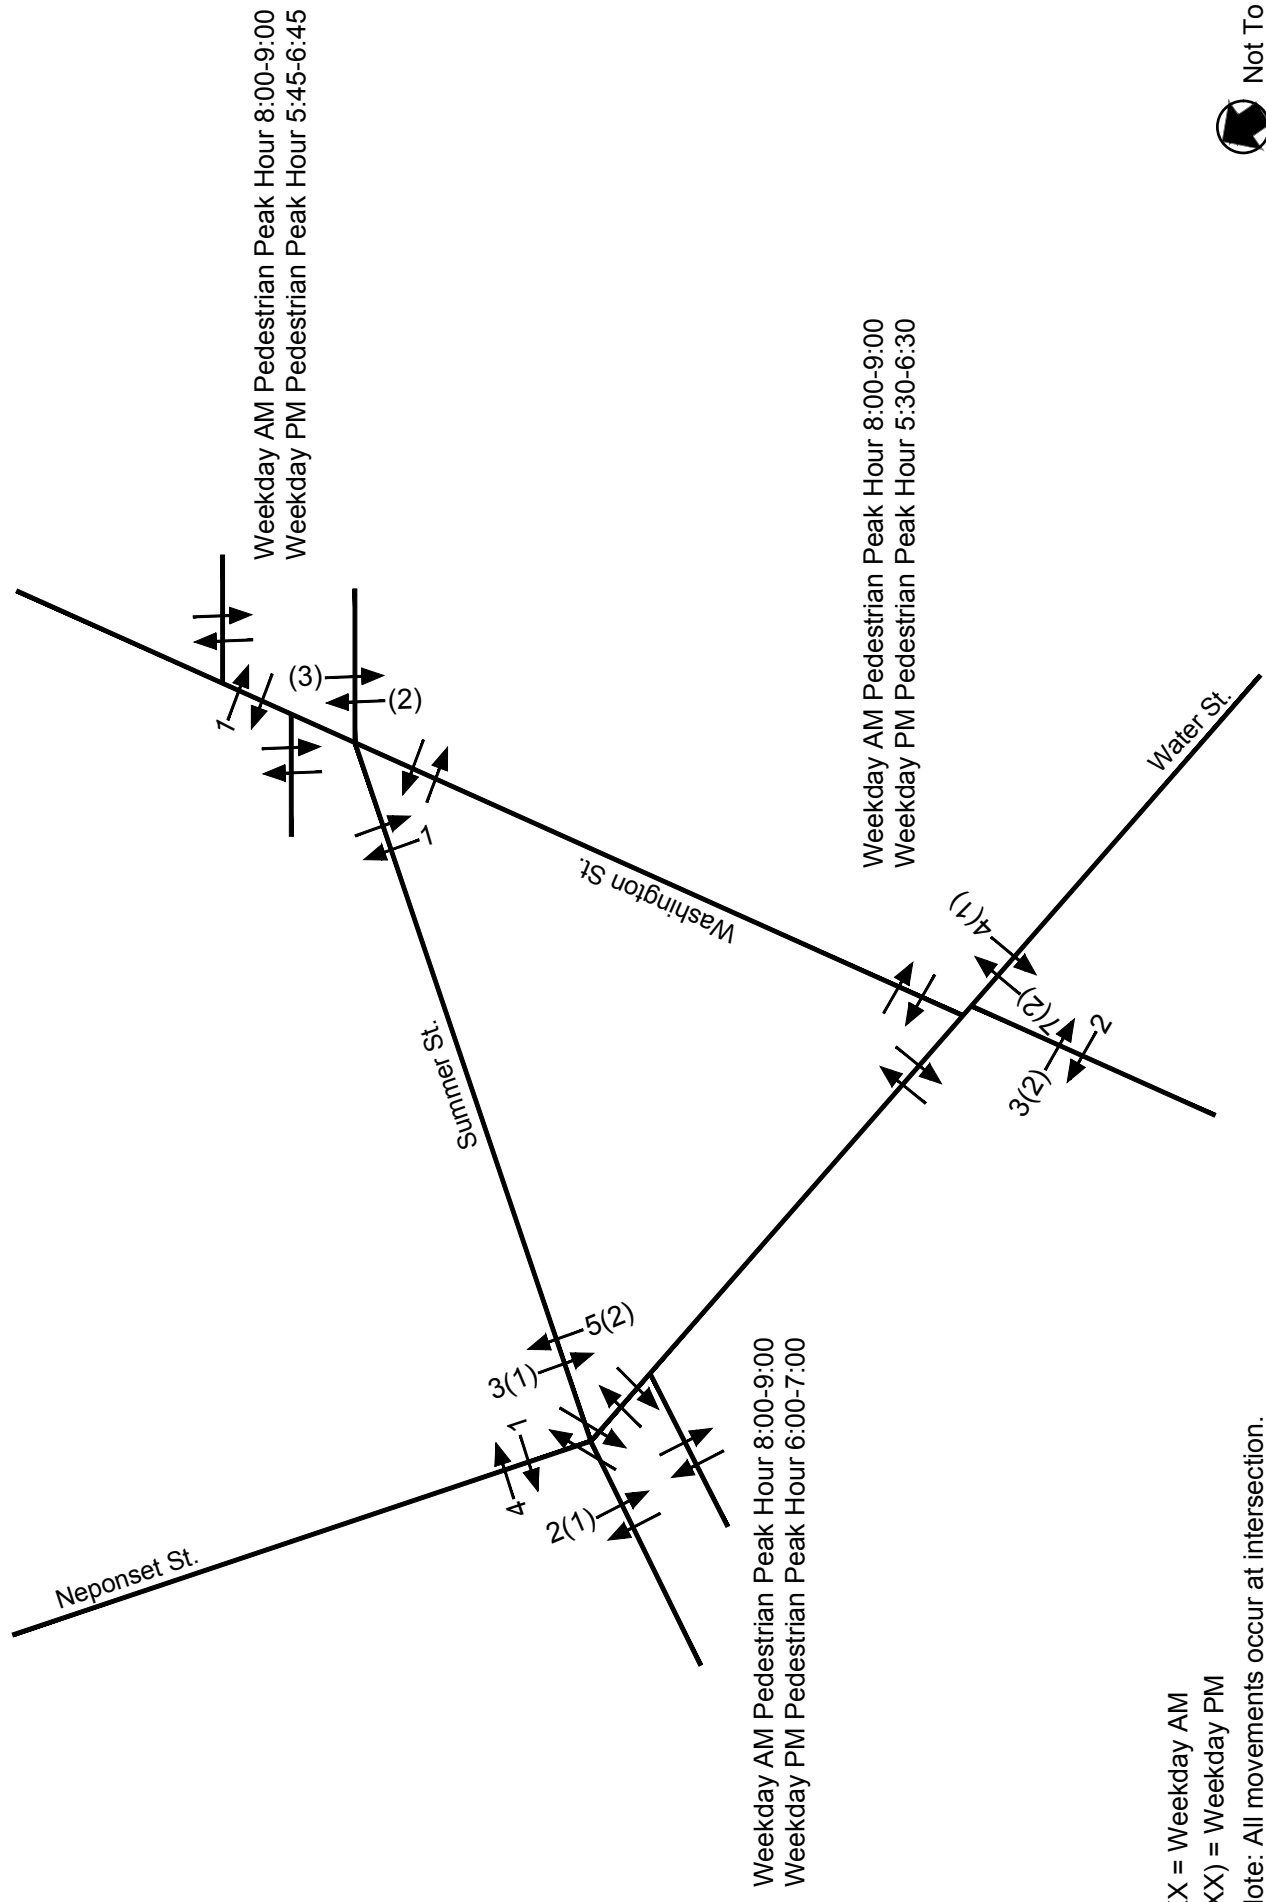 Weekday AM Pedestrian Peak Hour 8:00-9:00
Weekday PM Pedestrian Peak Hour 5:45-6:45
1
(3)
(2)
1
Washington St.
Summer St.
Weekday AM Pedestrian Peak Hour 8:00-9:00
Weekday PM Pedestrian Peak Hour 5:30-6:30
Water St.
4(1)
7(2)
2
3(2)
Neponset St.
5(2)
3(1)
1
4
2(1)
Weekday AM Pedestrian Peak Hour 8:00-9:00
Weekday PM Pedestrian Peak Hour 6:00-7:00
Not To
XX = Weekday AM
XX) = Weekday PM
ote: All movements occur at intersection.